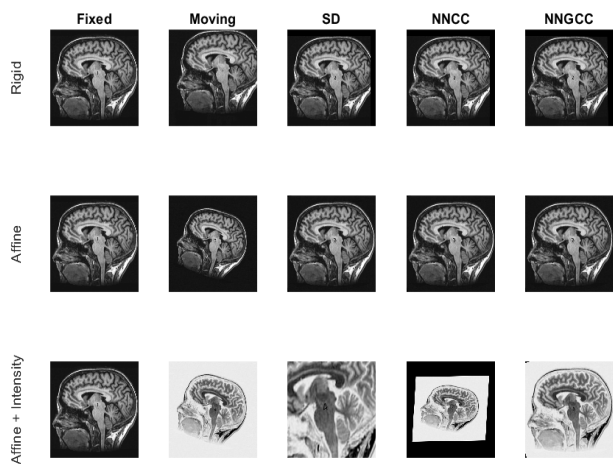 Fixed Moving SD NNCC NNGCC
Rigid
Affine
Affine + Intensity